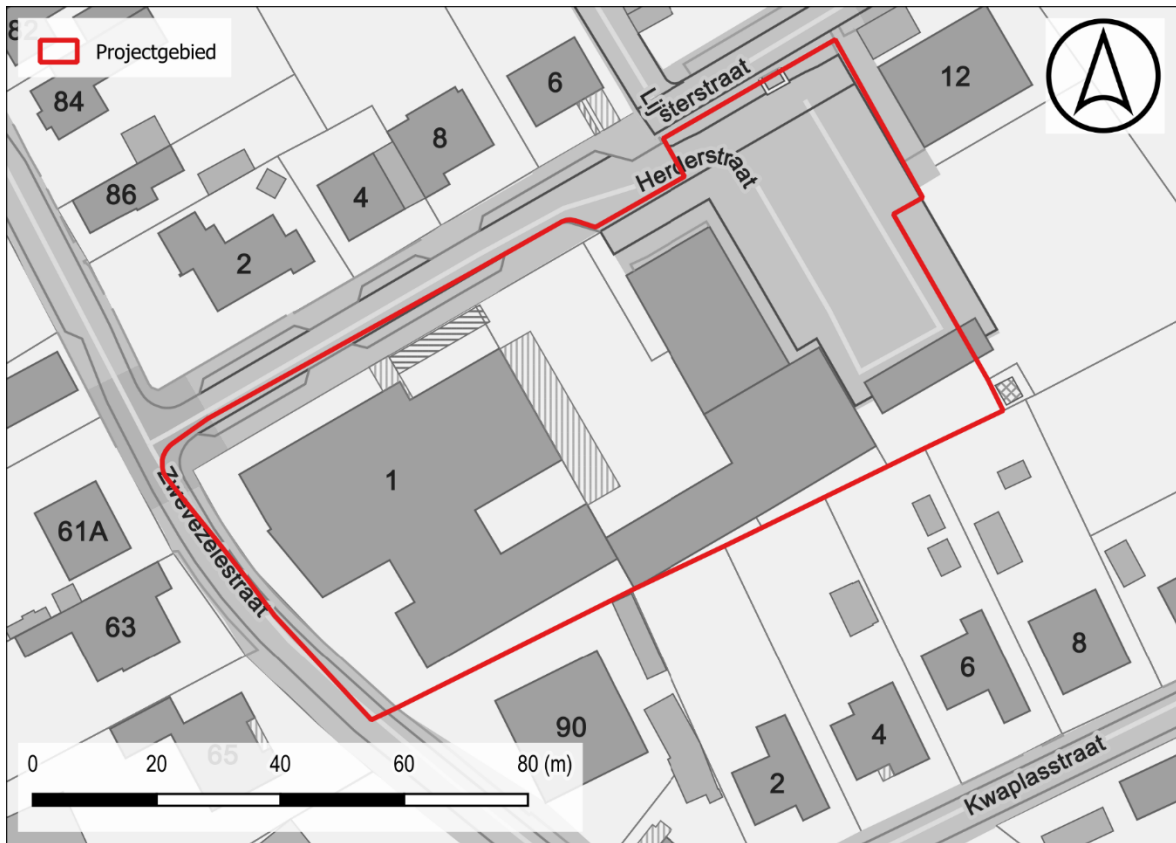 82
Projectgebied
84
6
Lijsterstraat
12
8
86
4
Herderstraat
2
1
Zwevezelestraat
61A
63
6
8
90
4
65
2
Kwaplasstraat
0 20 40 60 80 (m)